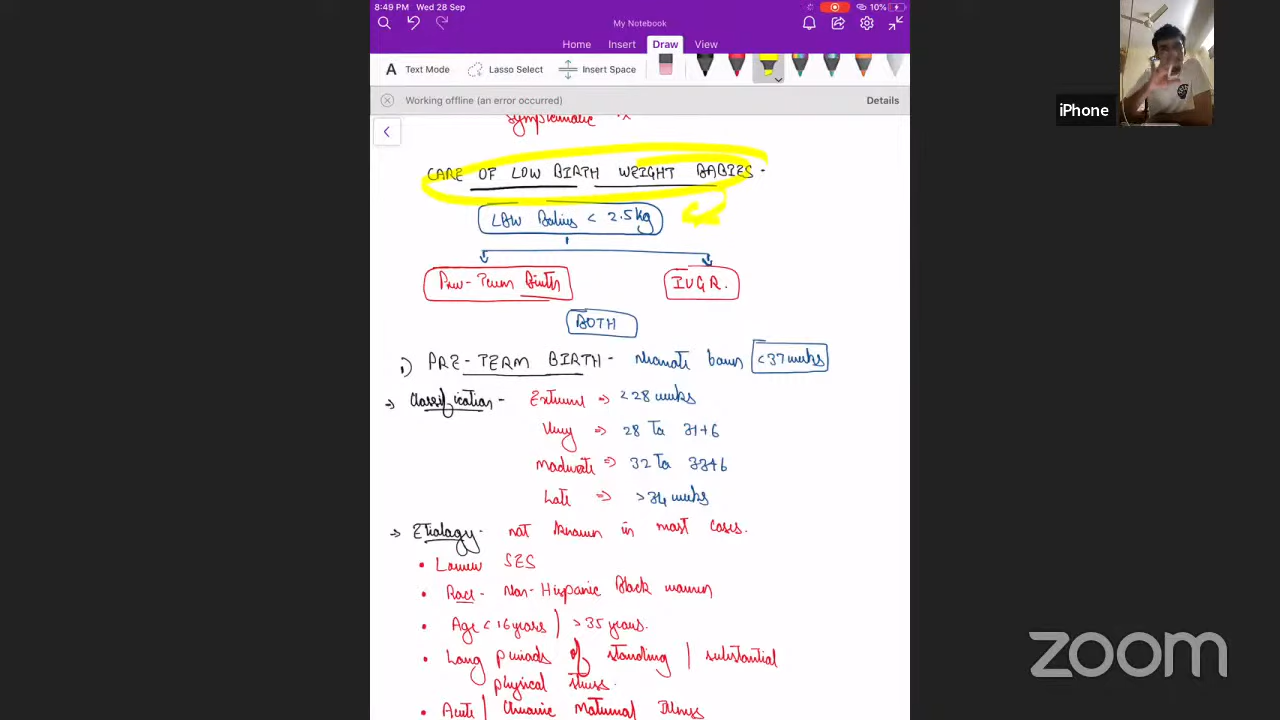 8:49 PM Wed 28 Sep
10%
My Notebook
Home Insert Draw View
A Text Mode Lasso Select Insert Space
Working offline (an error occurred) Details
iPhone
Symptomatic Rx
CARE OF LOW BIRTH WEIGHT BABIES -
LBW Babies < 2.5kg
Pre-Term Birth IUGR.
BOTH
1) PRE-TERM BIRTH - neonate born <37 weeks
→ Classification - Extreme ⇒ <28 weeks
Very ⇒ 28 To 31+6
Moderate ⇒ 32 To 33+6
Late ⇒ >34 weeks
→ Etiology - not known in most cases.
• Lower SES
• Race - Non-Hispanic Black women
• Age <16 years | >35 years.
• Long periods of standing | substantial
physical stress.
• Acute | Chronic Maternal Illness
zoom